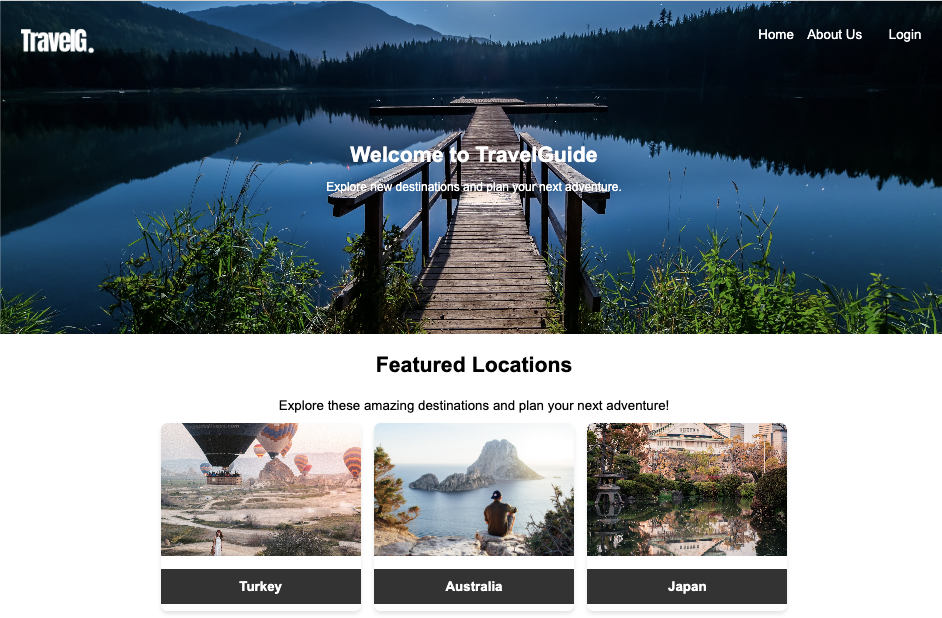 TravelG.
Home About Us Login
Welcome to TravelGuide
Explore new destinations and plan your next adventure.
Featured Locations
Explore these amazing destinations and plan your next adventure!
Turkey
Australia
Japan